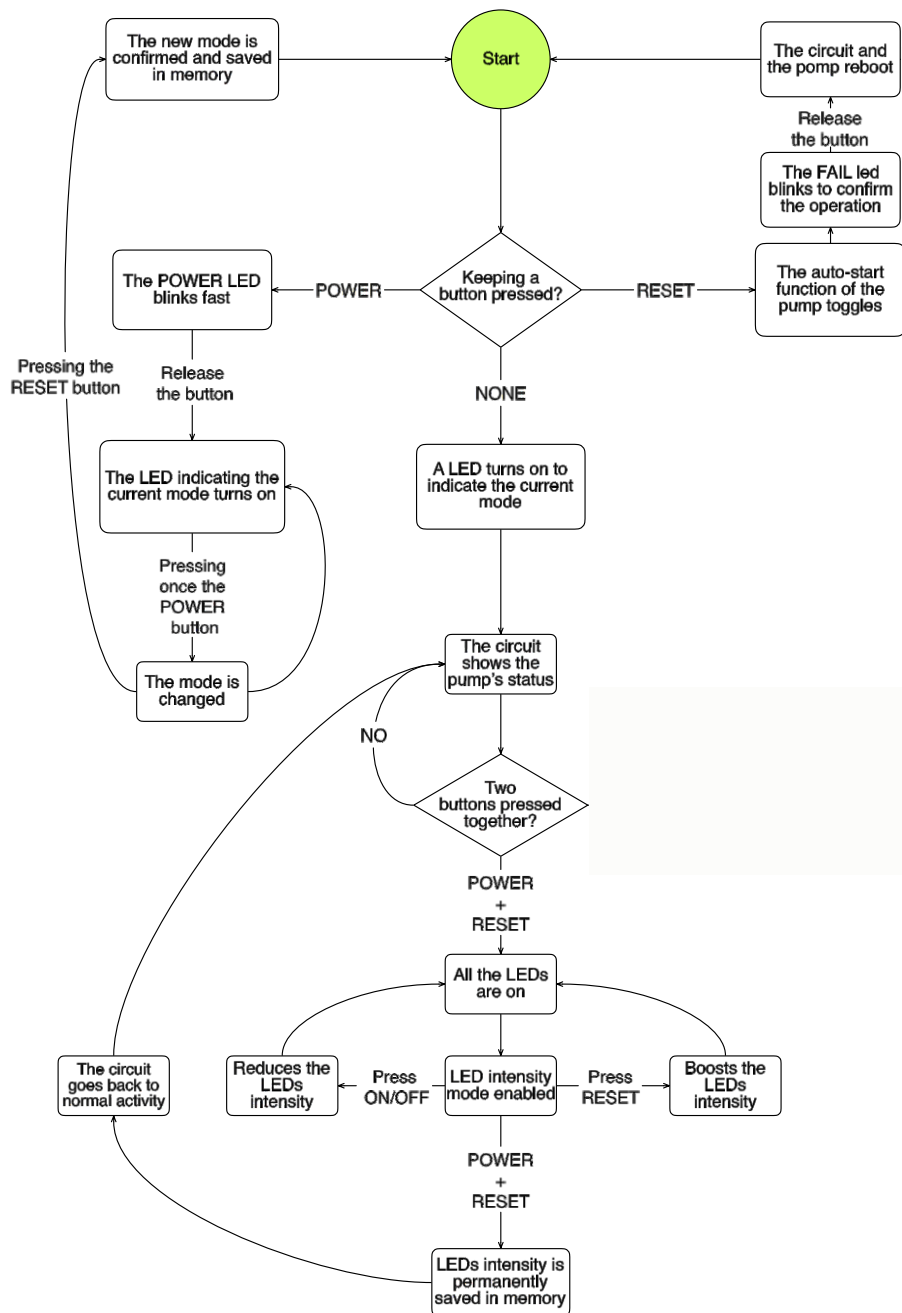 The new mode is
confirmed and saved
in memory
Start
The circuit and
the pomp reboot
Release
the button
The FAIL led
blinks to confirm
the operation
The POWER LED
blinks fast
POWER
Keeping a
button pressed?
RESET
The auto-start
function of the
pump toggles
Pressing the
RESET button
Release
the button
NONE
The LED indicating the
current mode turns on
A LED turns on to
indicate the current
mode
Pressing
once the
POWER
button
The mode is
changed
The circuit
shows the
pump's status
NO
Two
buttons pressed
together?
POWER
+
RESET
All the LEDs
are on
The circuit
goes back to
normal activity
Reduces the
LEDs
intensity
Press
ON/OFF
LED intensity
mode enabled
Press
RESET
Boosts the
LEDs
intensity
POWER
+
RESET
LEDs intensity is
permanently
saved in memory